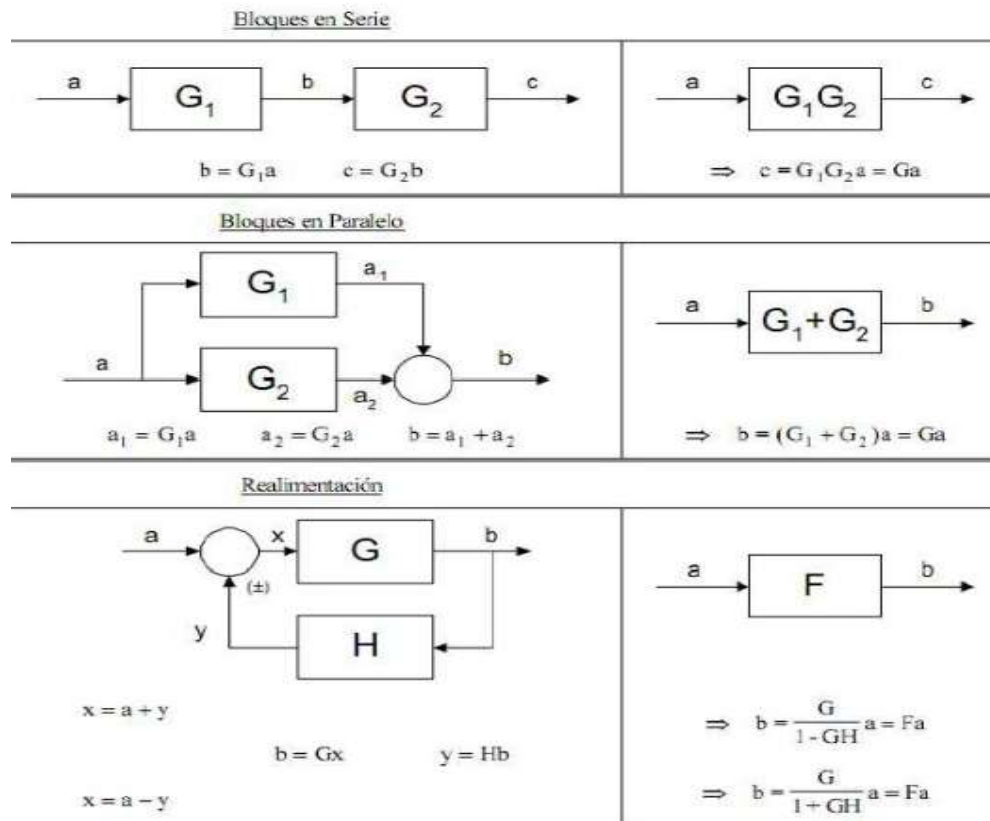 Bloques en Serie
a G₁ b G₂ c
a G₁G₂ c
b = G₁a c = G₂b
⇒ c = G₁G₂a = Ga
Bloques en Paralelo
G₁ a₁
a G₂ a₂ b
a G₁+G₂ b
a₁ = G₁a a₂ = G₂a b = a₁ + a₂
⇒ b = (G₁ + G₂)a = Ga
Realimentación
a x G b
(±)
y H
a F b
x = a + y
b = Gx y = Hb
x = a − y
⇒ b = G / (1 - GH) a = Fa
⇒ b = G / (1 + GH) a = Fa